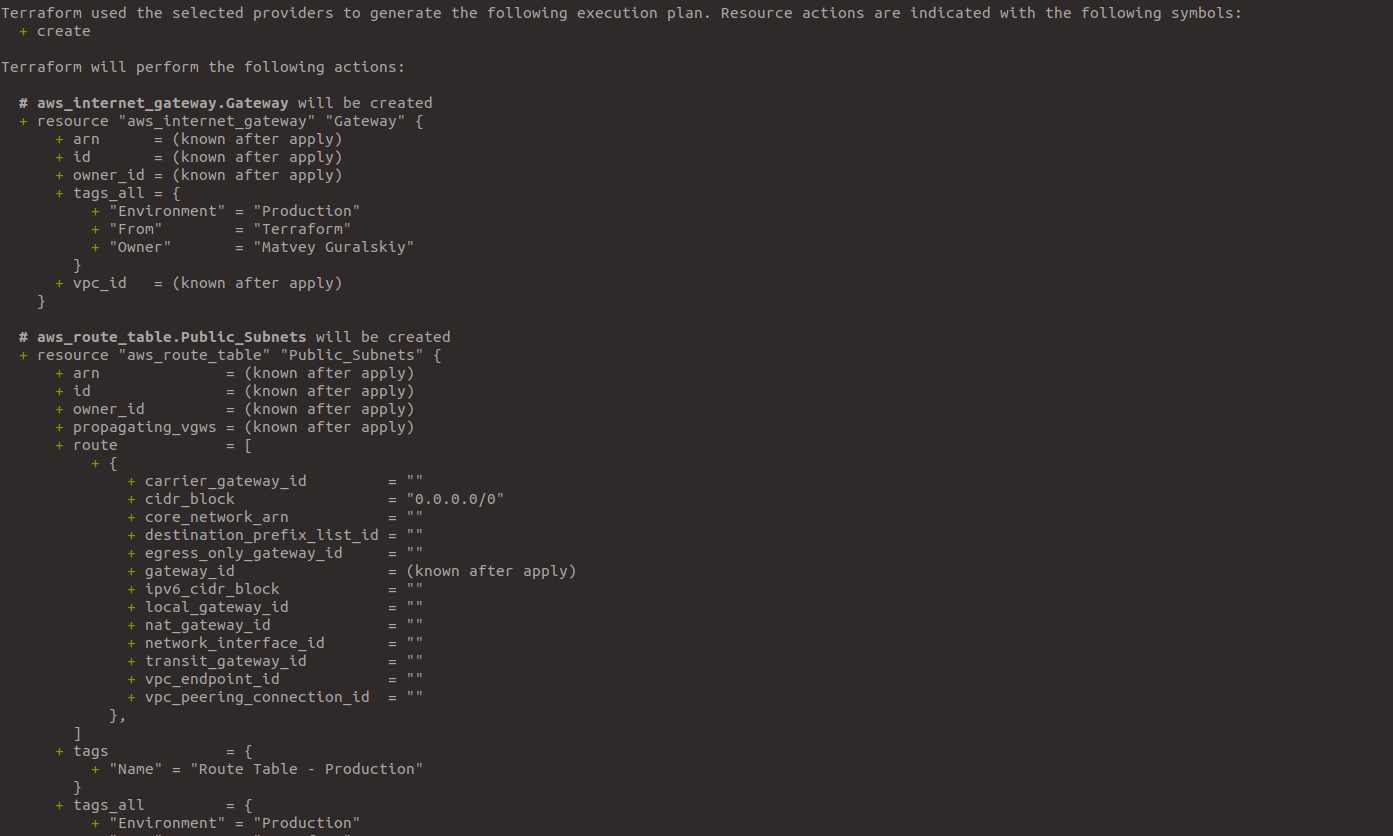 Terraform used the selected providers to generate the following execution plan. Resource actions are indicated with the following symbols:
  + create

Terraform will perform the following actions:

  # aws_internet_gateway.Gateway will be created
  + resource "aws_internet_gateway" "Gateway" {
      + arn      = (known after apply)
      + id       = (known after apply)
      + owner_id = (known after apply)
      + tags_all = {
          + "Environment" = "Production"
          + "From"        = "Terraform"
          + "Owner"       = "Matvey Guralskiy"
        }
      + vpc_id   = (known after apply)
    }

  # aws_route_table.Public_Subnets will be created
  + resource "aws_route_table" "Public_Subnets" {
      + arn              = (known after apply)
      + id               = (known after apply)
      + owner_id         = (known after apply)
      + propagating_vgws = (known after apply)
      + route            = [
          + {
              + carrier_gateway_id         = ""
              + cidr_block                 = "0.0.0.0/0"
              + core_network_arn           = ""
              + destination_prefix_list_id = ""
              + egress_only_gateway_id     = ""
              + gateway_id                 = (known after apply)
              + ipv6_cidr_block            = ""
              + local_gateway_id           = ""
              + nat_gateway_id             = ""
              + network_interface_id       = ""
              + transit_gateway_id         = ""
              + vpc_endpoint_id            = ""
              + vpc_peering_connection_id  = ""
            },
        ]
      + tags             = {
          + "Name" = "Route Table - Production"
        }
      + tags_all         = {
          + "Environment" = "Production"